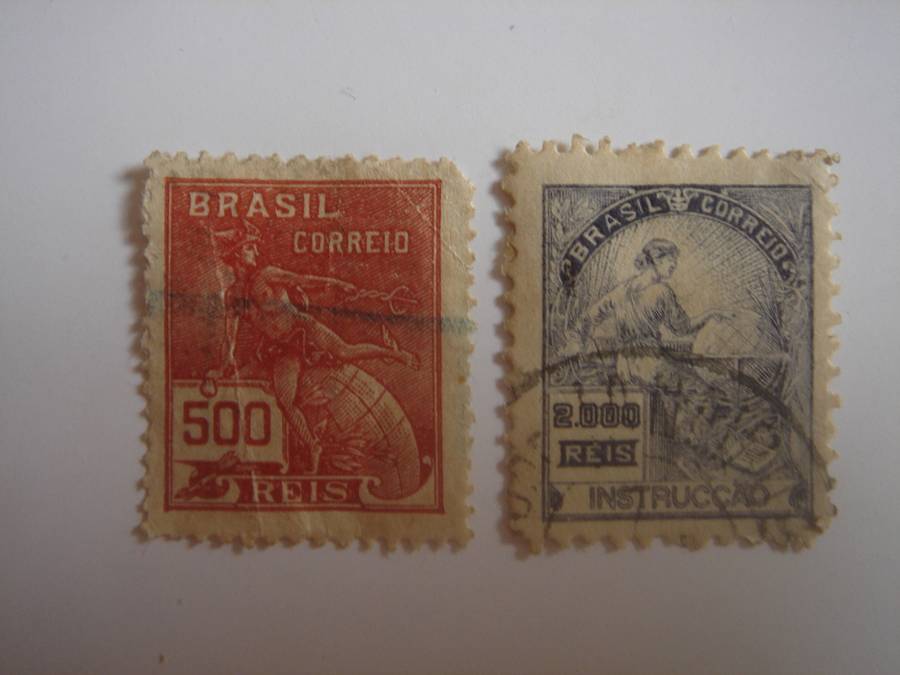 BRASIL
CORREIO
500
REIS
BRASIL CORREIO
2.000
REIS
INSTRUCÇÃO